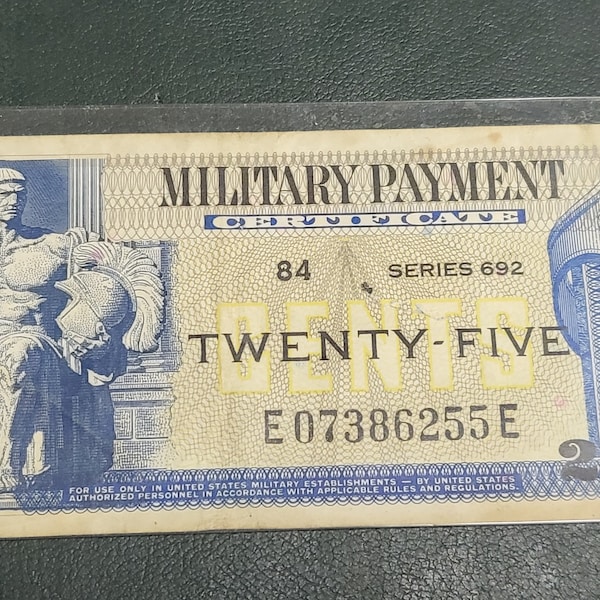 MILITARY PAYMENT
CERTIFICATE
84 SERIES 692
CENTS
TWENTY-FIVE
E07386255E
2
FOR USE ONLY IN UNITED STATES MILITARY ESTABLISHMENTS — BY UNITED STATES
AUTHORIZED PERSONNEL IN ACCORDANCE WITH APPLICABLE RULES AND REGULATIONS.